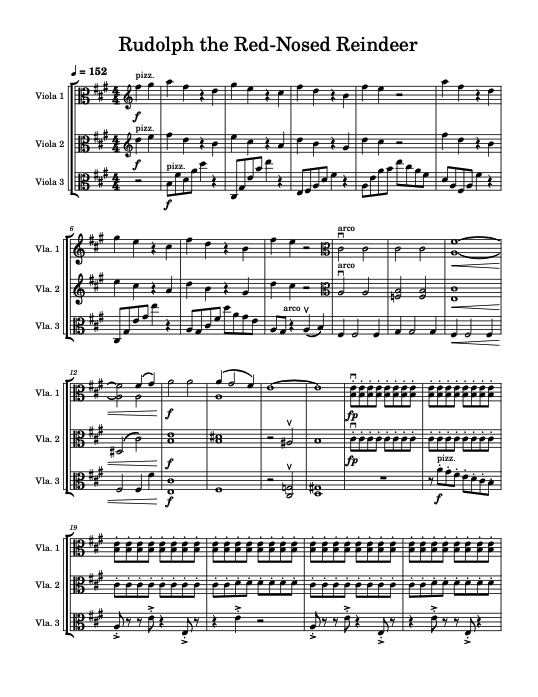 Rudolph the Red-Nosed Reindeer
♩ = 152
pizz.
Viola 1
f
pizz.
Viola 2
f
pizz.
Viola 3
f
6
arco
Vla. 1
arco
Vla. 2
arco
Vla. 3
12
Vla. 1
f
fp
Vla. 2
f
fp
pizz.
Vla. 3
f
f
19
Vla. 1
Vla. 2
Vla. 3